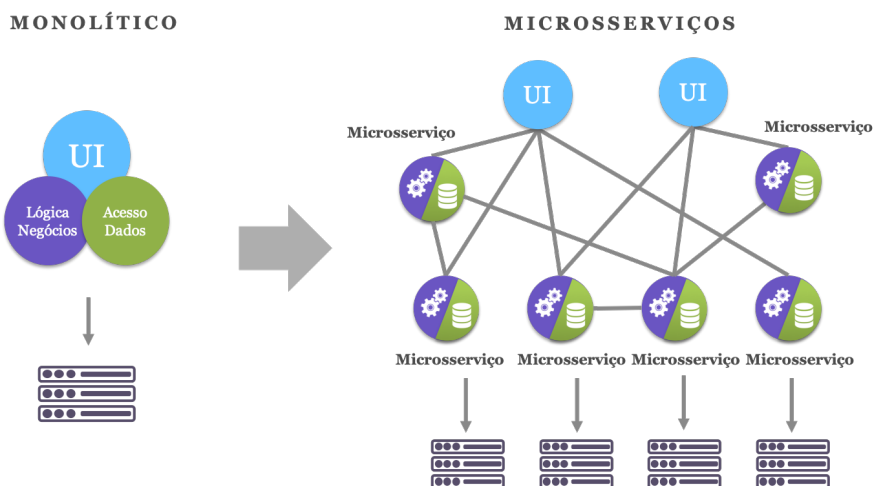 MONOLÍTICO
MICROSSERVIÇOS
UI
Lógica
Negócios
Acesso
Dados
UI
UI
Microsserviço
Microsserviço
Microsserviço
Microsserviço
Microsserviço
Microsserviço